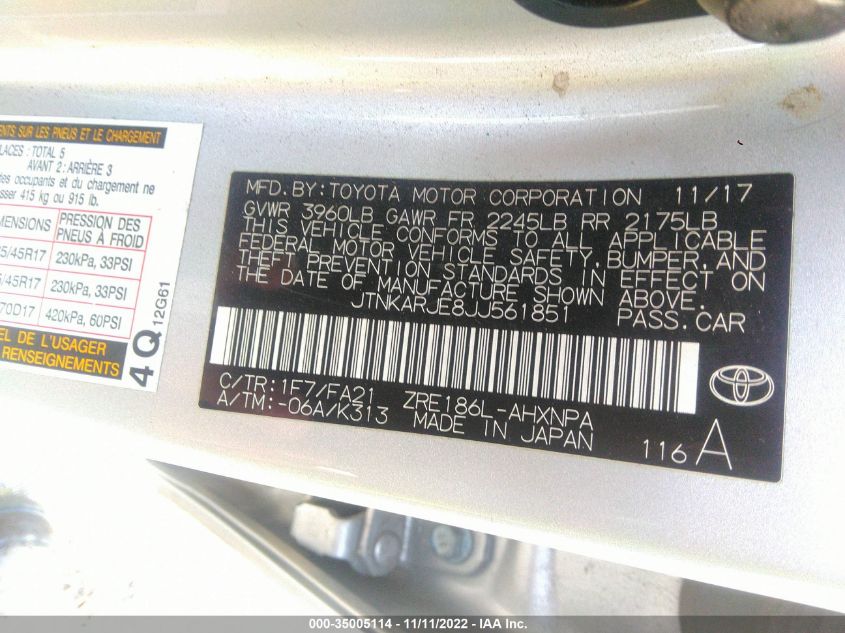 ENTS SUR LES PNEUS ET LE CHARGEMENT
LACES : TOTAL 5
AVANT 2 : ARRIÈRE 3
des occupants et du chargement ne
sser 415 kg ou 915 lb.
MENSIONS
PRESSION DES
PNEUS À FROID
5/45R17 230kPa, 33PSI
5/45R17 230kPa, 33PSI
70D17 420kPa, 60PSI
EL DE L'USAGER
RENSEIGNEMENTS
4Q 12G61
MFD. BY: TOYOTA MOTOR CORPORATION 11/17
GVWR 3960LB GAWR FR 2245LB RR 2175LB
THIS VEHICLE CONFORMS TO ALL APPLICABLE
FEDERAL MOTOR VEHICLE SAFETY, BUMPER, AND
THEFT PREVENTION STANDARDS IN EFFECT ON
THE DATE OF MANUFACTURE SHOWN ABOVE.
JTNKARJE8JJ561851 PASS. CAR
C/TR: 1F7/FA21 ZRE186L-AHXNPA
A/TM: -06A/K313 MADE IN JAPAN
116A
000-35005114 - 11/11/2022 - IAA Inc.